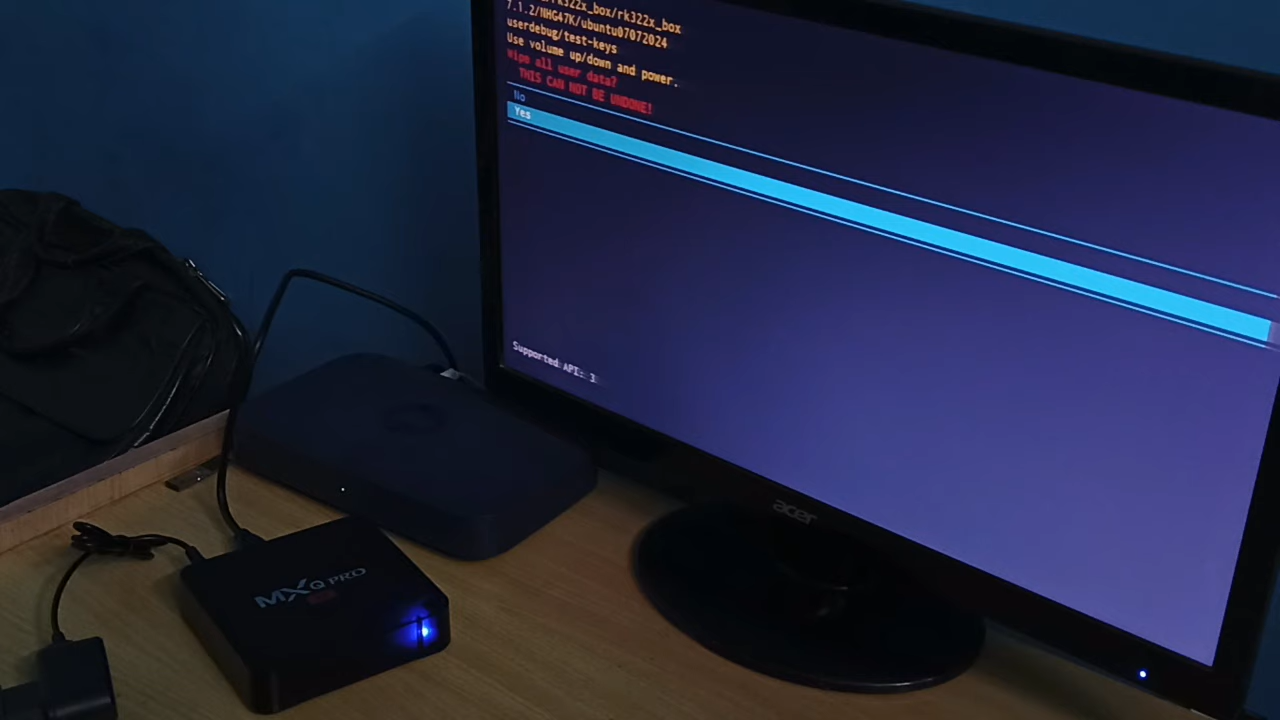 rk322x_box/rk322x_box
7.1.2/NHG47K/ubuntu07072024
userdebug/test-keys
Use volume up/down and power.
Wipe all user data?
THIS CAN NOT BE UNDONE!
No
Yes
Supported API: 3
acer
MXQ PRO